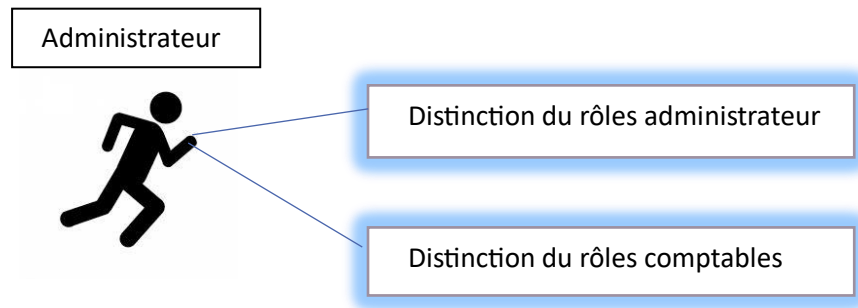 Administrateur
Distinction du rôles administrateur
Distinction du rôles comptables